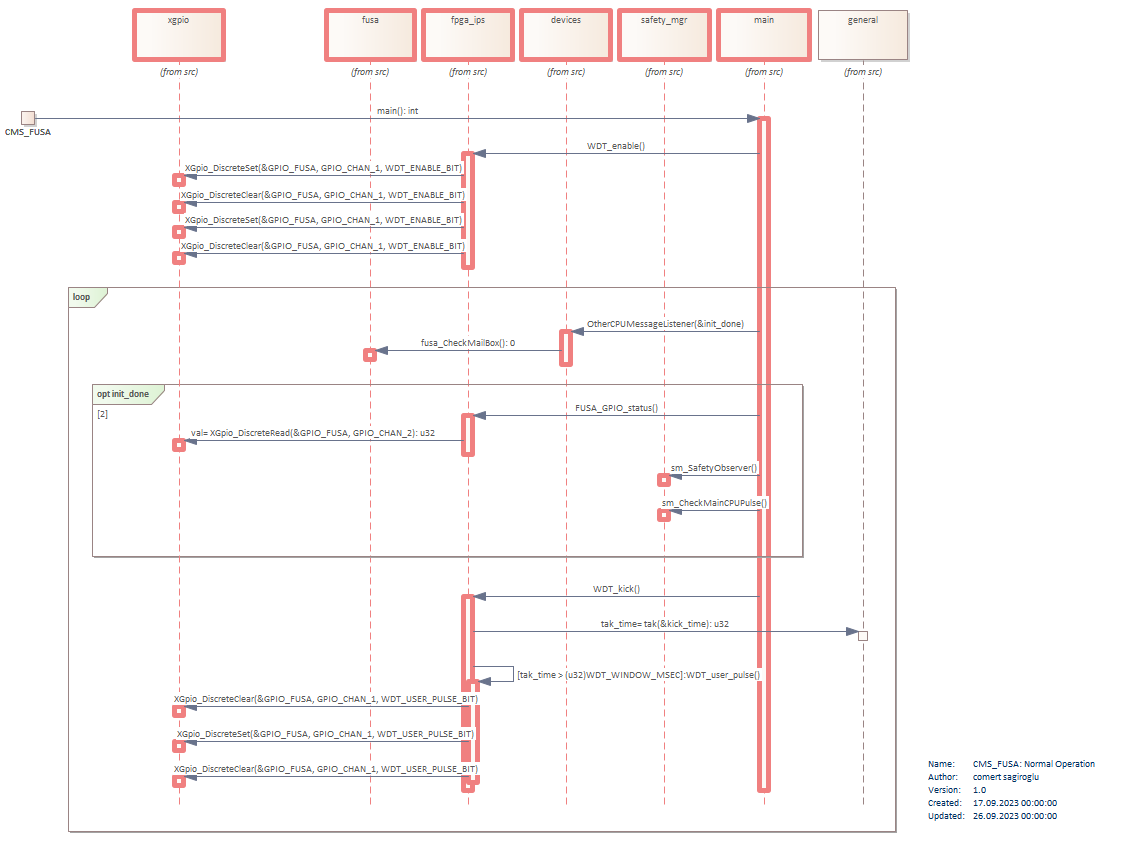 xgpio
fusa
fpga_ips
devices
safety_mgr
main
general
(from src)
(from src)
(from src)
(from src)
(from src)
(from src)
(from src)
main(): int
CMS_FUSA
WDT_enable()
XGpio_DiscreteSet(&GPIO_FUSA, GPIO_CHAN_1, WDT_ENABLE_BIT)
XGpio_DiscreteClear(&GPIO_FUSA, GPIO_CHAN_1, WDT_ENABLE_BIT)
XGpio_DiscreteSet(&GPIO_FUSA, GPIO_CHAN_1, WDT_ENABLE_BIT)
XGpio_DiscreteClear(&GPIO_FUSA, GPIO_CHAN_1, WDT_ENABLE_BIT)
loop
OtherCPUMessageListener(&init_done)
fusa_CheckMailBox(): 0
opt init_done
[2]
FUSA_GPIO_status()
val= XGpio_DiscreteRead(&GPIO_FUSA, GPIO_CHAN_2): u32
sm_SafetyObserver()
sm_CheckMainCPUPulse()
WDT_kick()
tak_time= tak(&kick_time): u32
[tak_time > (u32)WDT_WINDOW_MSEC]:WDT_user_pulse()
XGpio_DiscreteClear(&GPIO_FUSA, GPIO_CHAN_1, WDT_USER_PULSE_BIT)
XGpio_DiscreteSet(&GPIO_FUSA, GPIO_CHAN_1, WDT_USER_PULSE_BIT)
XGpio_DiscreteClear(&GPIO_FUSA, GPIO_CHAN_1, WDT_USER_PULSE_BIT)
Name: CMS_FUSA: Normal Operation
Author: comert sagiroglu
Version: 1.0
Created: 17.09.2023 00:00:00
Updated: 26.09.2023 00:00:00